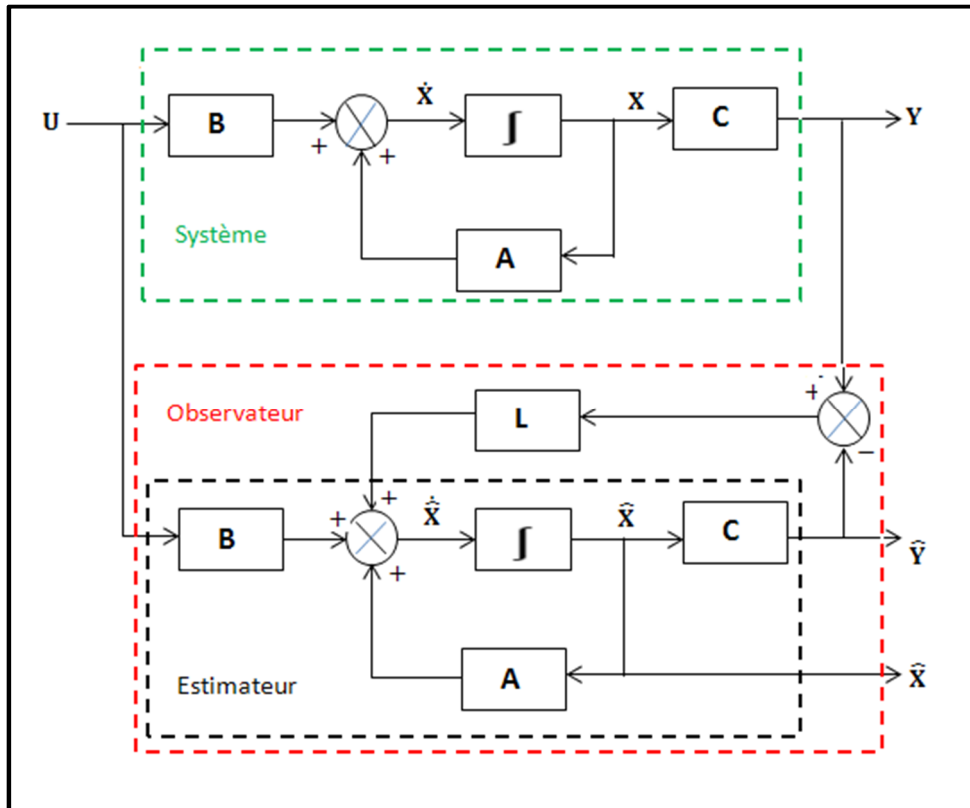 U
B
+
+
Ẋ
∫
X
C
Y
Système
A
Observateur
L
+
−
B
+
+
+
X̂̇
∫
X̂
C
Ŷ
Estimateur
A
X̂